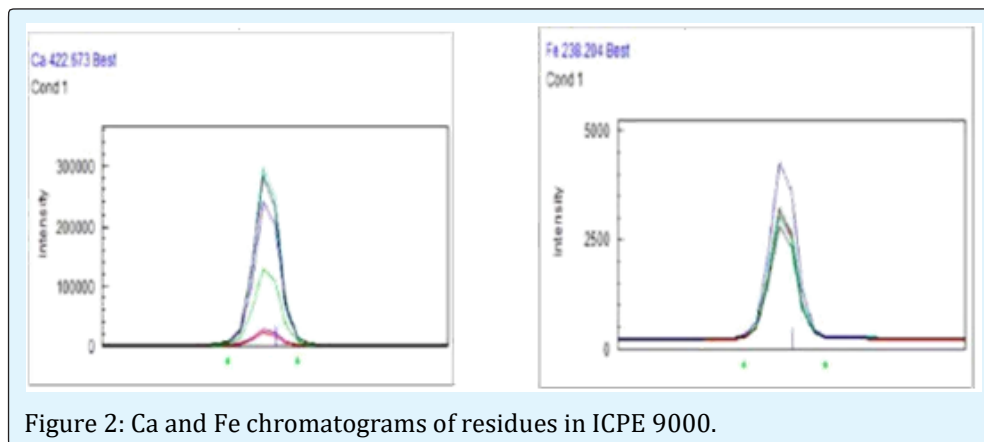 Ca 422.673 Best
Cond 1
300000
200000
100000
0
Intensity
Fe 238.204 Best
Cond 1
5000
2500
0
Intensity
Figure 2: Ca and Fe chromatograms of residues in ICPE 9000.